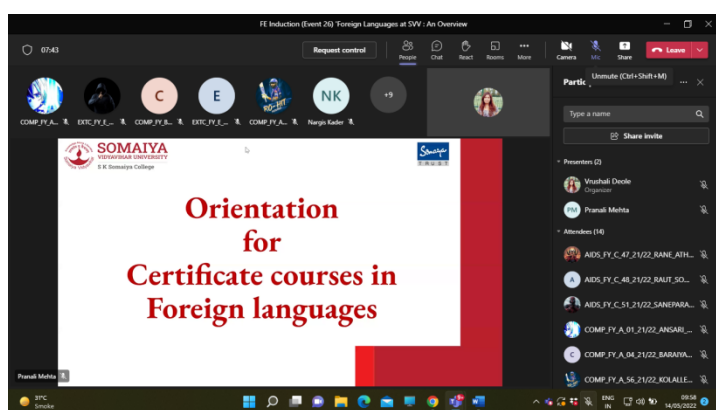 FE Induction (Event 26) 'Foreign Languages at SVV : An Overview
07:43
Request control
People
Chat
React
Rooms
More
Camera
Mic
Share
Leave
Unmute (Ctrl+Shift+M)
Partic
COMP_FY_A...
EXTC_FY_E_...
C
COMP_FY_B...
E
EXTC_FY_E_...
COMP_FY_A...
NK
Nargis Kader
+9
Type a name
Share invite
Presenters (2)
Vrushali Deole
Organizer
PM
Pranali Mehta
Attendees (14)
AIDS_FY_C_47_21/22_RANE_ATH...
A
AIDS_FY_C_48_21/22_RAUT_SO...
AIDS_FY_C_51_21/22_SANEPARA...
COMP_FY_A_01_21/22_ANSARI_...
C
COMP_FY_A_04_21/22_BARAIYA...
COMP_FY_A_56_21/22_KOLALLE...
SOMAIYA
VIDYAVIHAR UNIVERSITY
S K Somaiya College
Somaiya
TRUST
Orientation
for
Certificate courses in
Foreign languages
Pranali Mehta
31°C
Smoke
ENG
IN
09:58
14/05/2022